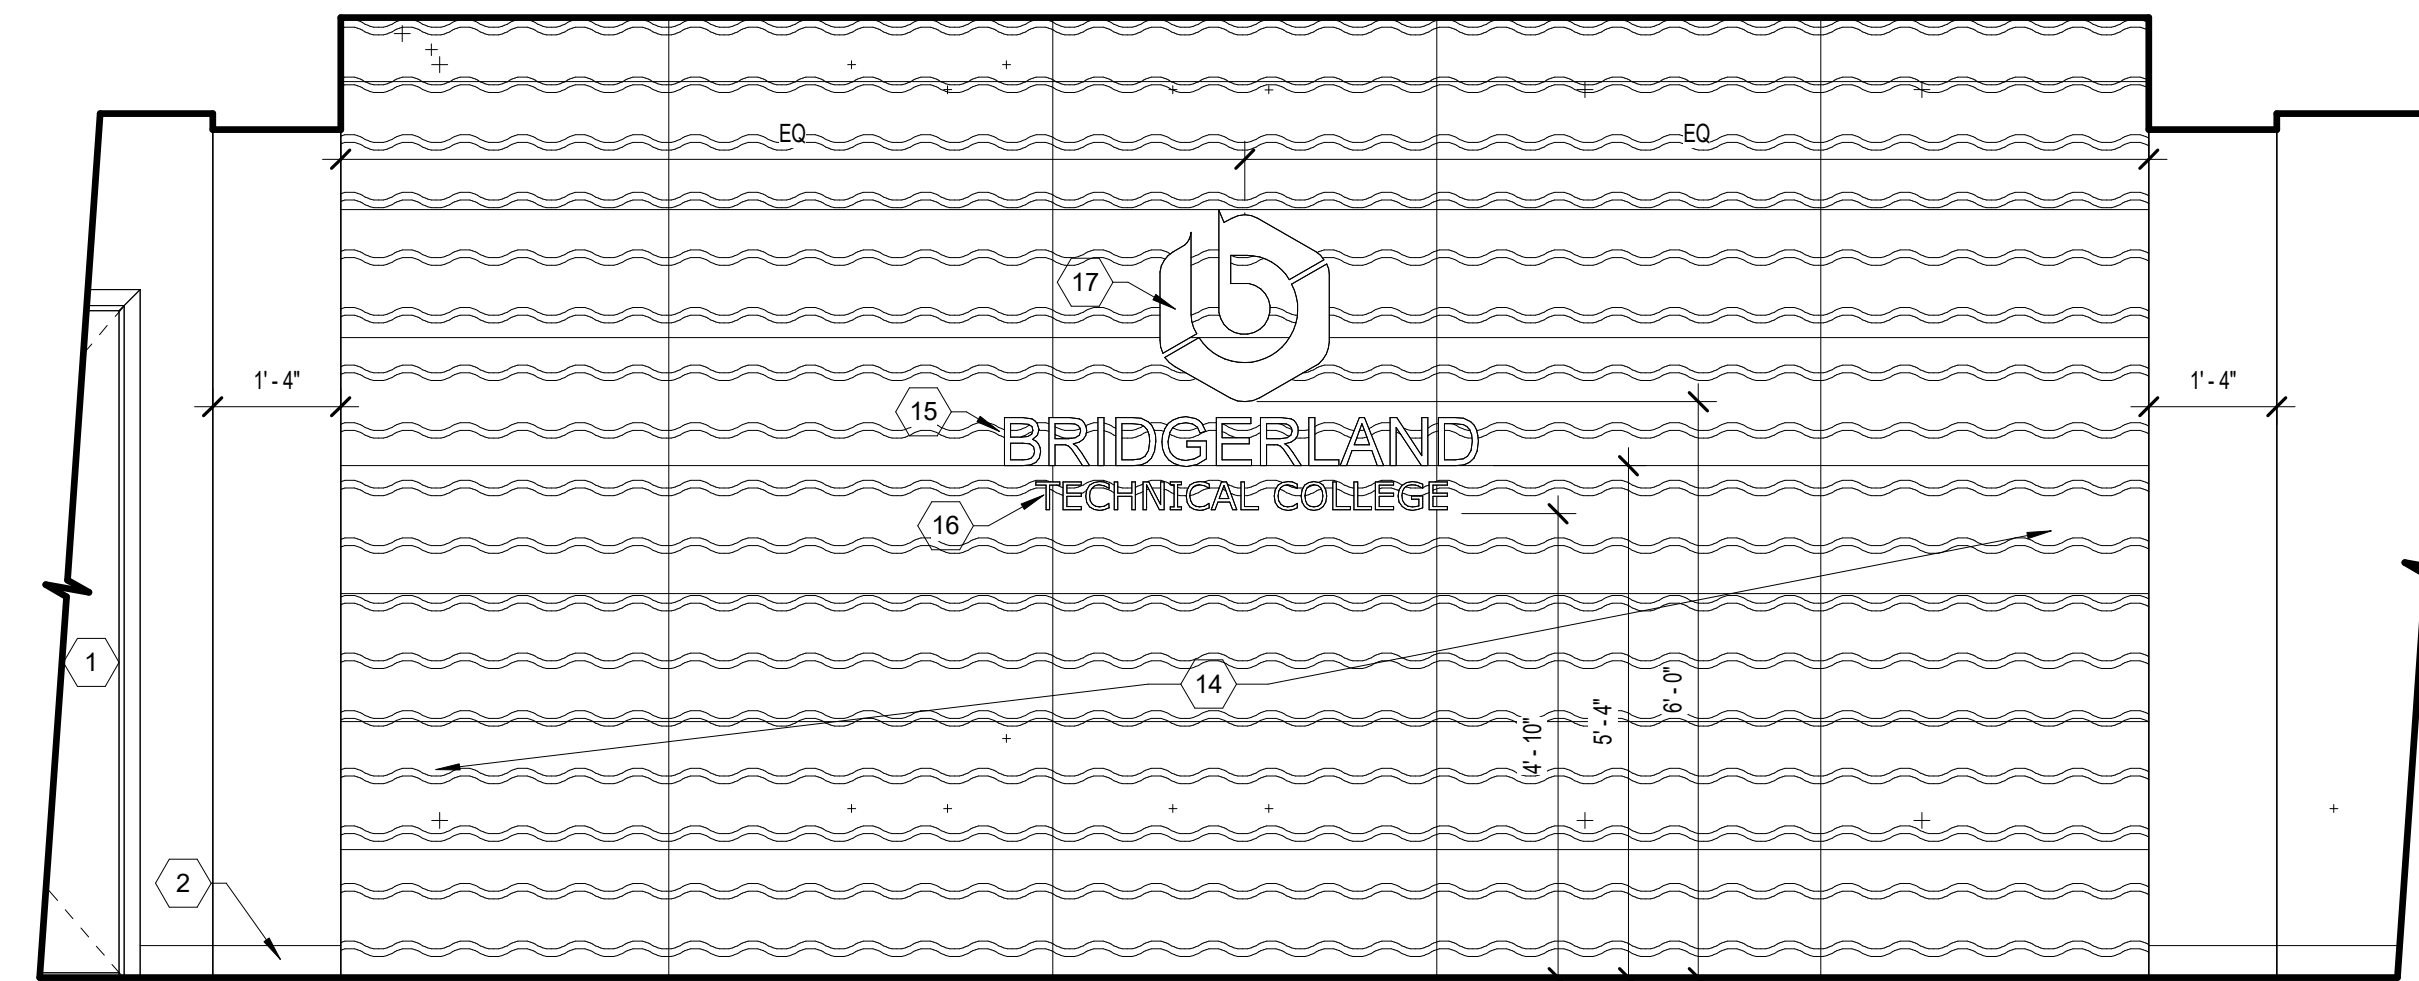 EQ EQ
17
1' - 4" 1' - 4"
15
BRIDGERLAND
TECHNICAL COLLEGE
16
1
14
6' - 0"
5' - 4"
4' - 10"
2